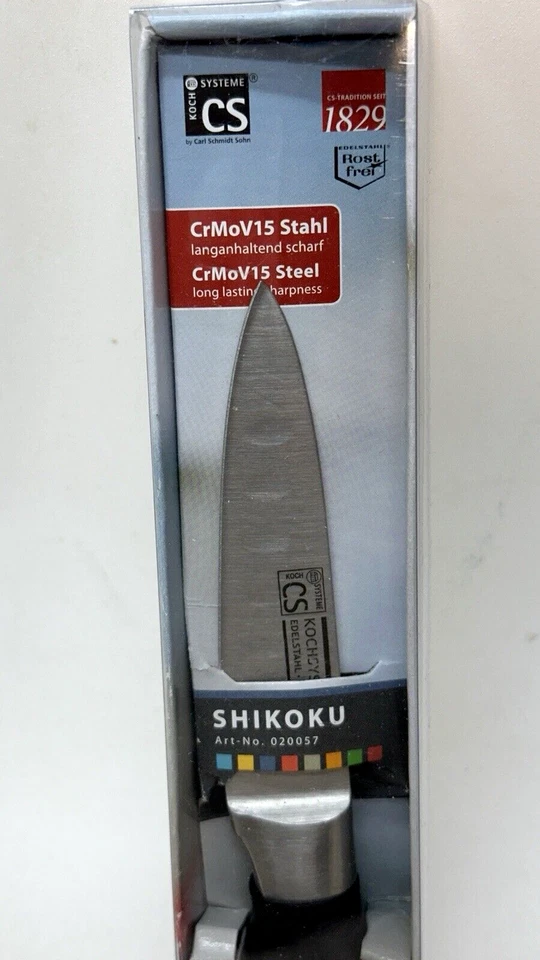 KOCH SYSTEME ®
CS
by Carl Schmidt Sohn
CS-TRADITION SEIT
1829
EDELSTAHL
Rost
frei
CrMoV15 Stahl
langanhaltend scharf
CrMoV15 Steel
long lasting harpness
KOCH SYSTEME
CS
KOCHSYS
EDELSTAHL
SHIKOKU
Art-No. 020057